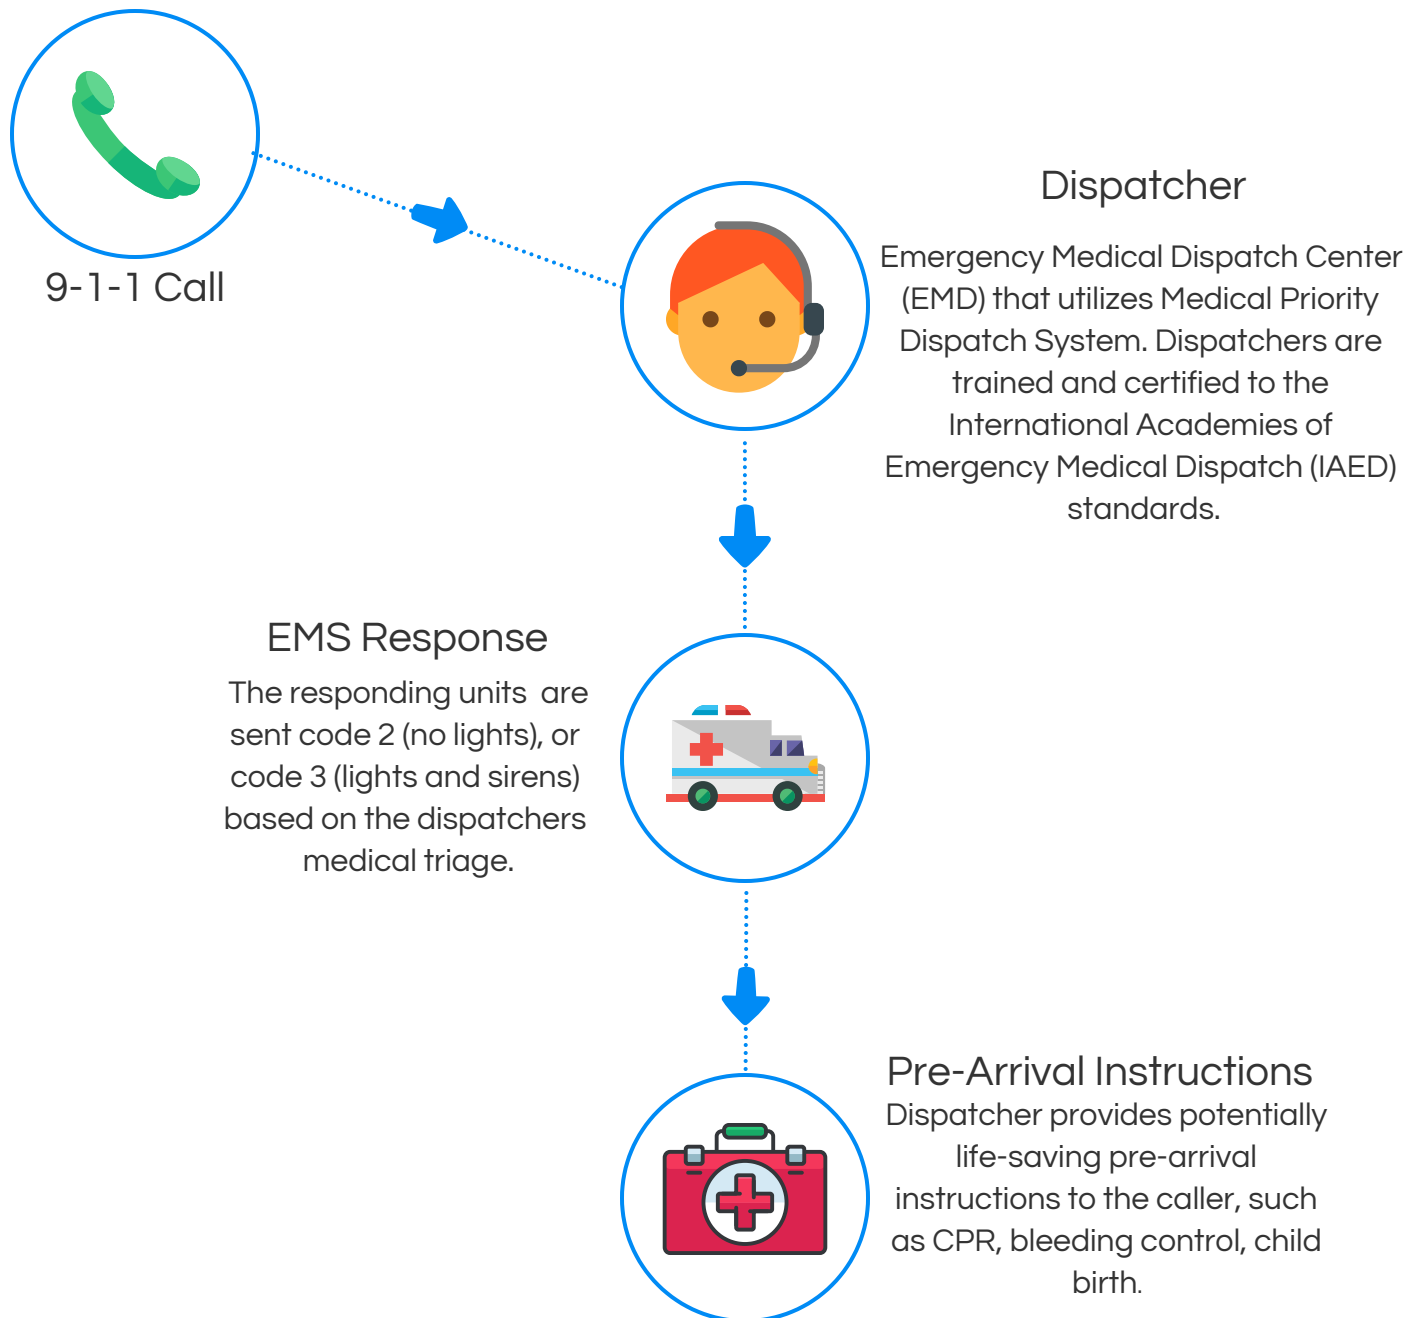 9-1-1 Call
Dispatcher
Emergency Medical Dispatch Center
(EMD) that utilizes Medical Priority
Dispatch System. Dispatchers are
trained and certified to the
International Academies of
Emergency Medical Dispatch (IAED)
standards.
EMS Response
The responding units  are
sent code 2 (no lights), or
code 3 (lights and sirens)
based on the dispatchers
medical triage.
Pre-Arrival Instructions
Dispatcher provides potentially
life-saving pre-arrival
instructions to the caller, such
as CPR, bleeding control, child
birth.